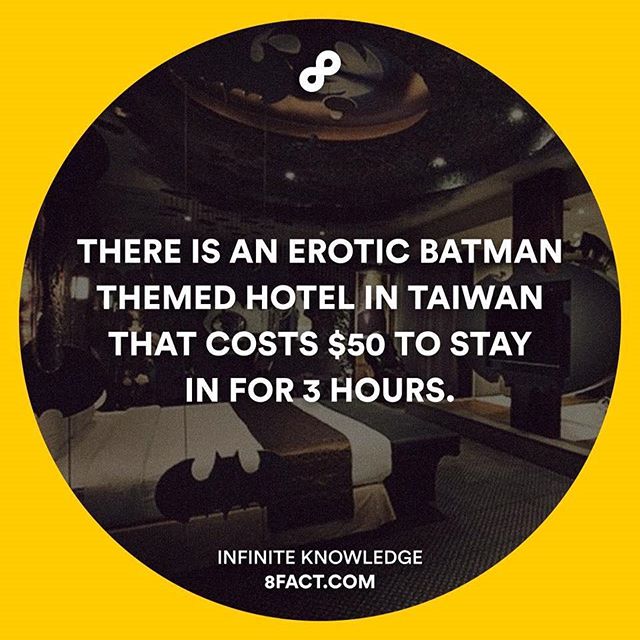 THERE IS AN EROTIC BATMAN
THEMED HOTEL IN TAIWAN
THAT COSTS $50 TO STAY
IN FOR 3 HOURS.
INFINITE KNOWLEDGE
8FACT.COM